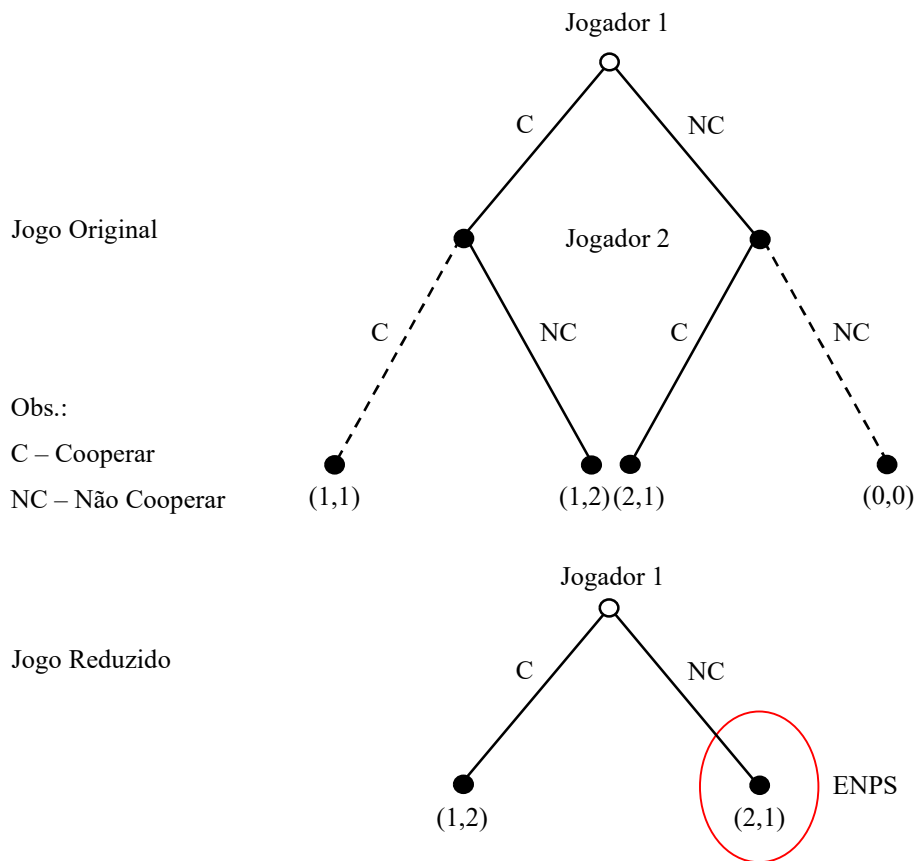 Jogador 1
C
NC
Jogo Original
Jogador 2
C
NC
C
NC
Obs.:
C – Cooperar
NC – Não Cooperar
(1,1)
(1,2)
(2,1)
(0,0)
Jogador 1
Jogo Reduzido
C
NC
ENPS
(1,2)
(2,1)